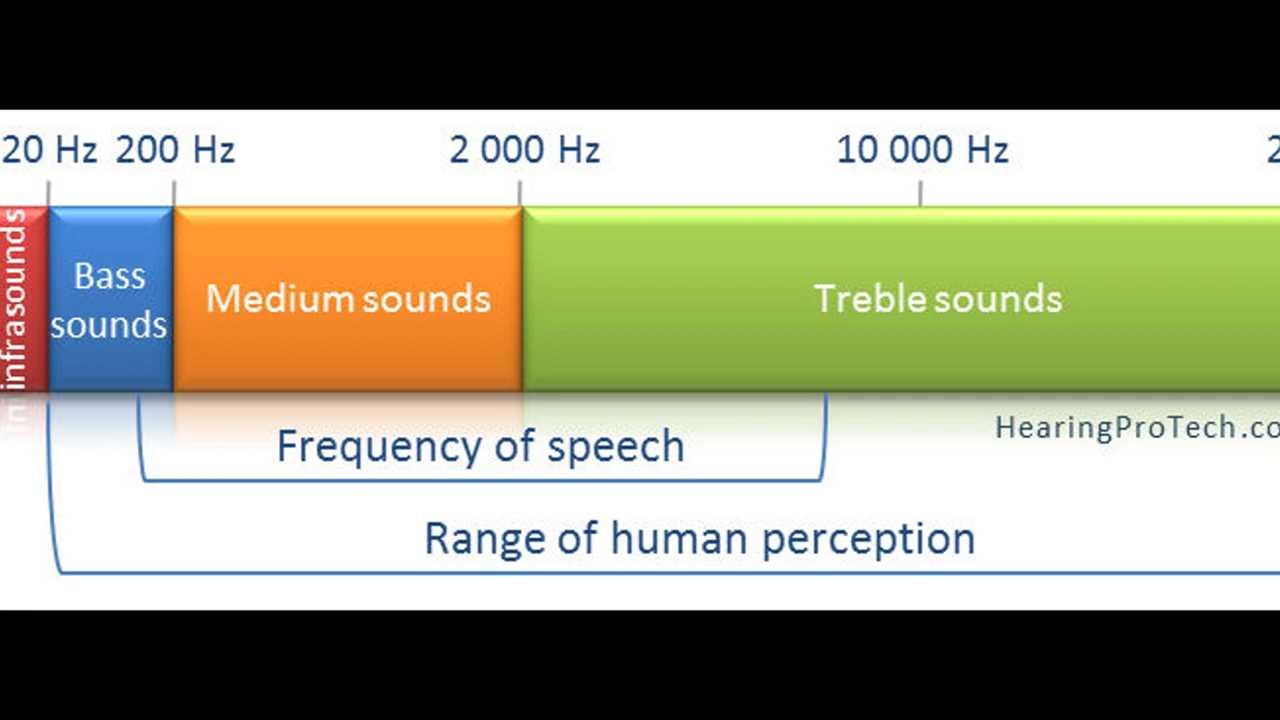 20 Hz 200 Hz 2 000 Hz 10 000 Hz 2
infrasounds
Bass
sounds
Medium sounds
Treble sounds
HearingProTech.co
Frequency of speech
Range of human perception